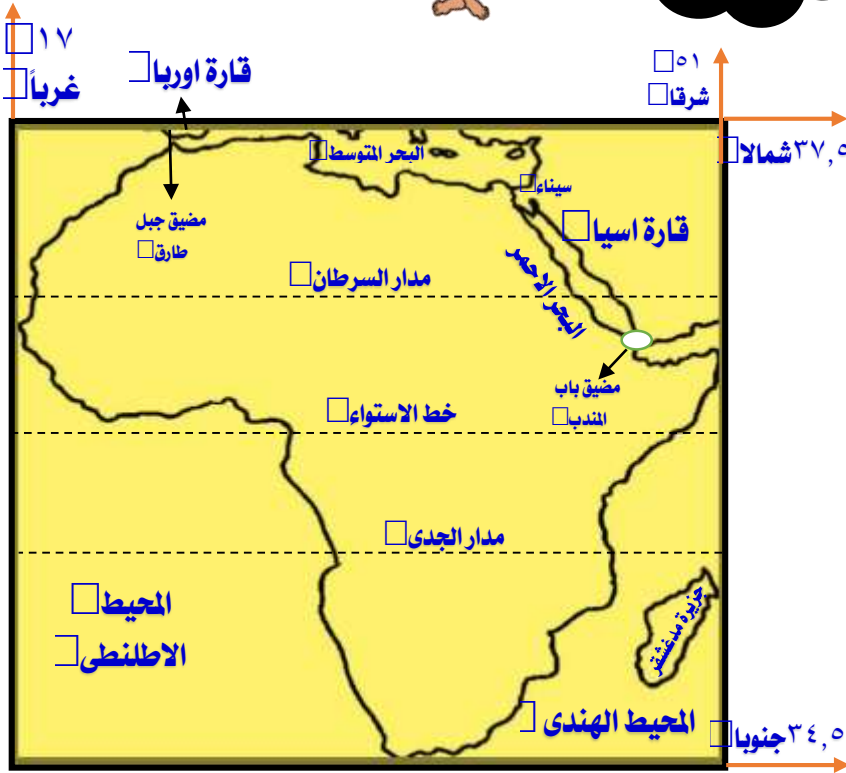 ١٧
غرباً
قارة اوربا
٥١
شرقا
٣٧,٥ شمالا
البحر المتوسط
سيناء
مضيق جبل
طارق
قارة اسيا
البحر الاحمر
مدار السرطان
مضيق باب
المندب
خط الاستواء
مدار الجدى
المحيط
الاطلنطى
جزيرة مدغشقر
المحيط الهندى
٣٤,٥ جنوبا